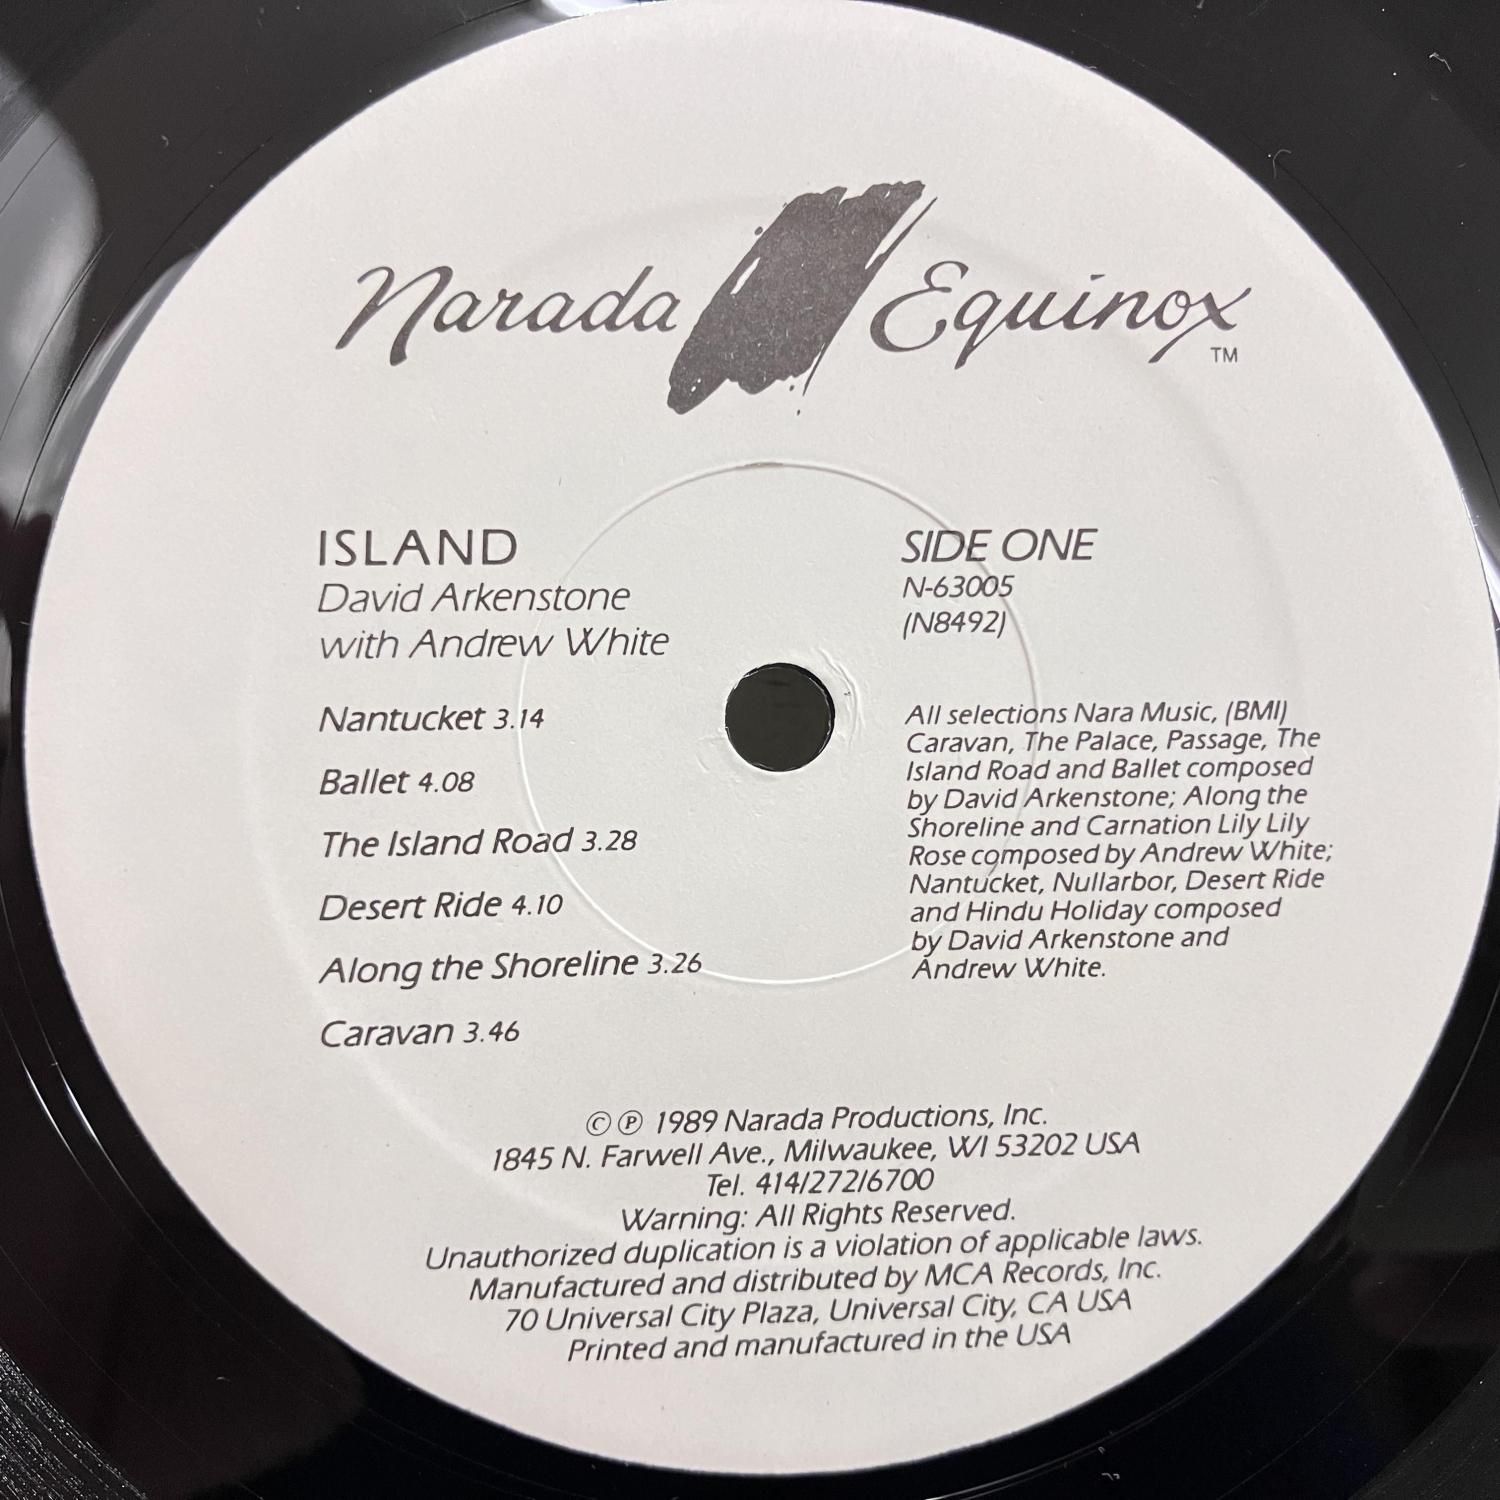 Narada Equinox
TM
ISLAND
David Arkenstone
with Andrew White
Nantucket 3.14
Ballet 4.08
The Island Road 3.28
Desert Ride 4.10
Along the Shoreline 3.26
Caravan 3.46
SIDE ONE
N-63005
(N8492)
All selections Nara Music, (BMI)
Caravan, The Palace, Passage, The
Island Road and Ballet composed
by David Arkenstone; Along the
Shoreline and Carnation Lily Lily
Rose composed by Andrew White;
Nantucket, Nullarbor, Desert Ride
and Hindu Holiday composed
by David Arkenstone and
Andrew White.
© ℗ 1989 Narada Productions, Inc.
1845 N. Farwell Ave., Milwaukee, WI 53202 USA
Tel. 414/272/6700
Warning: All Rights Reserved.
Unauthorized duplication is a violation of applicable laws.
Manufactured and distributed by MCA Records, Inc.
70 Universal City Plaza, Universal City, CA USA
Printed and manufactured in the USA